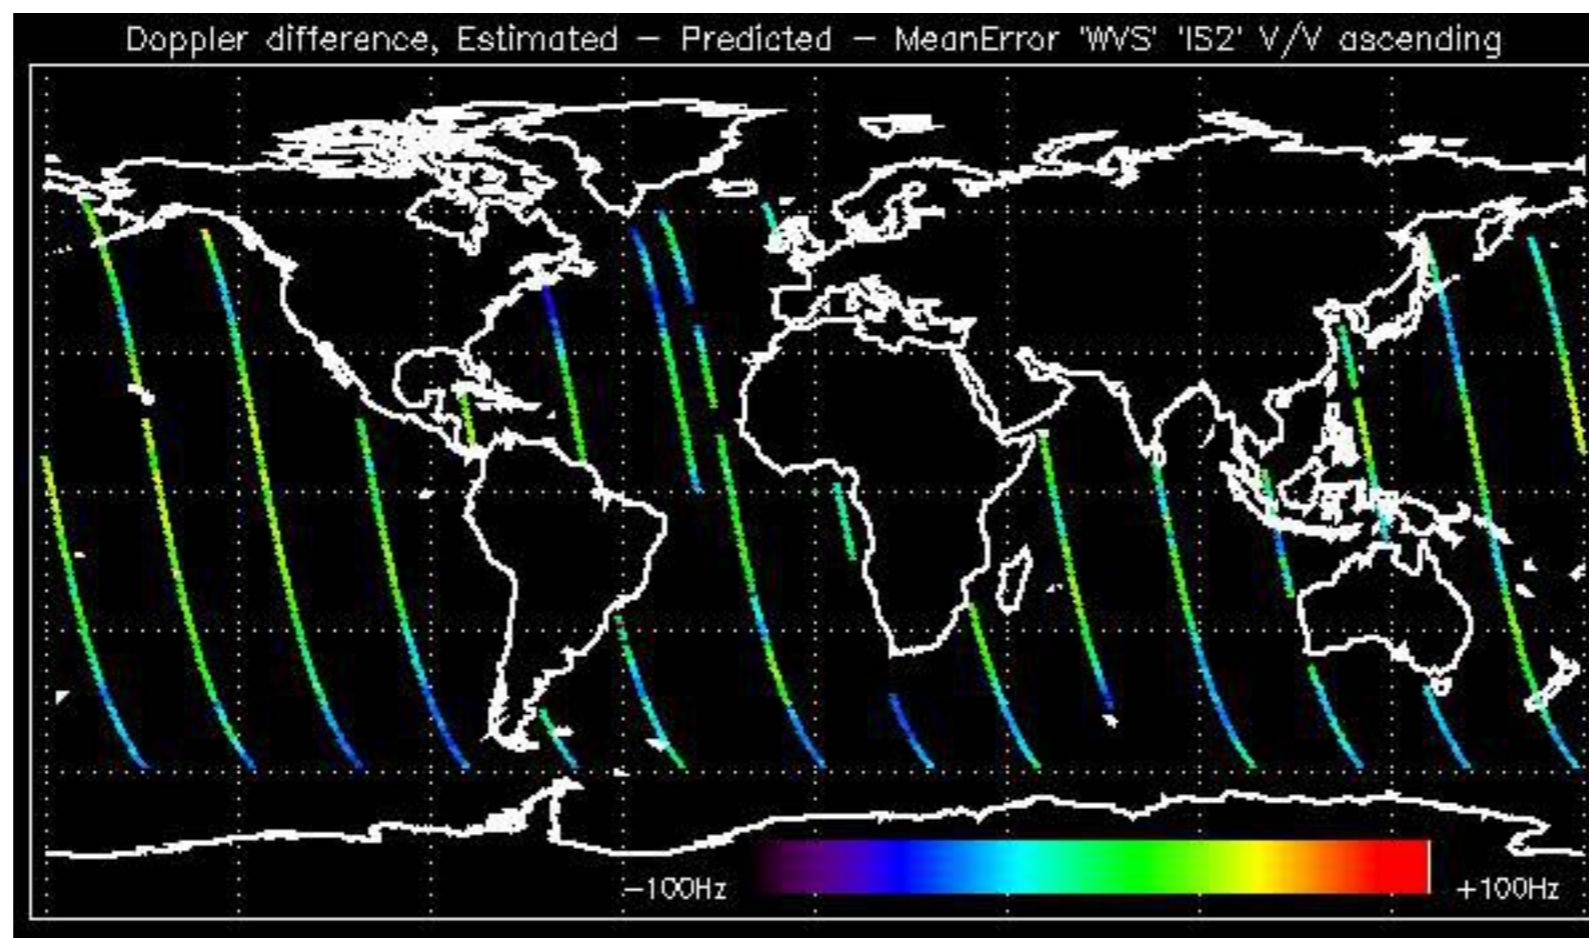 Doppler difference, Estimated - Predicted - MeanError 'WVS' 'IS2' V/V ascending
-100Hz +100Hz